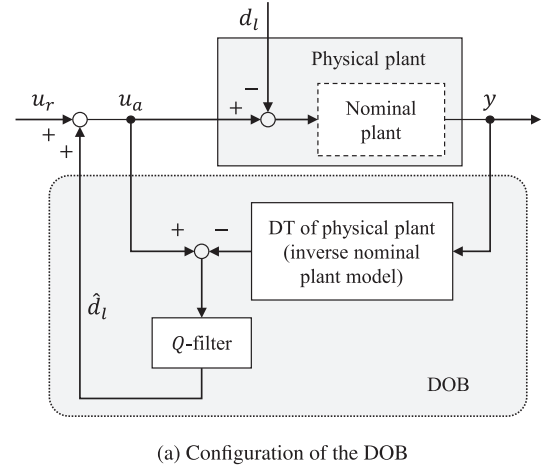 d_l
Physical plant
−
u_r
u_a
+
Nominal
plant
y
+
+
+
−
DT of physical plant
(inverse nominal
plant model)
d̂_l
Q-filter
DOB
(a) Configuration of the DOB